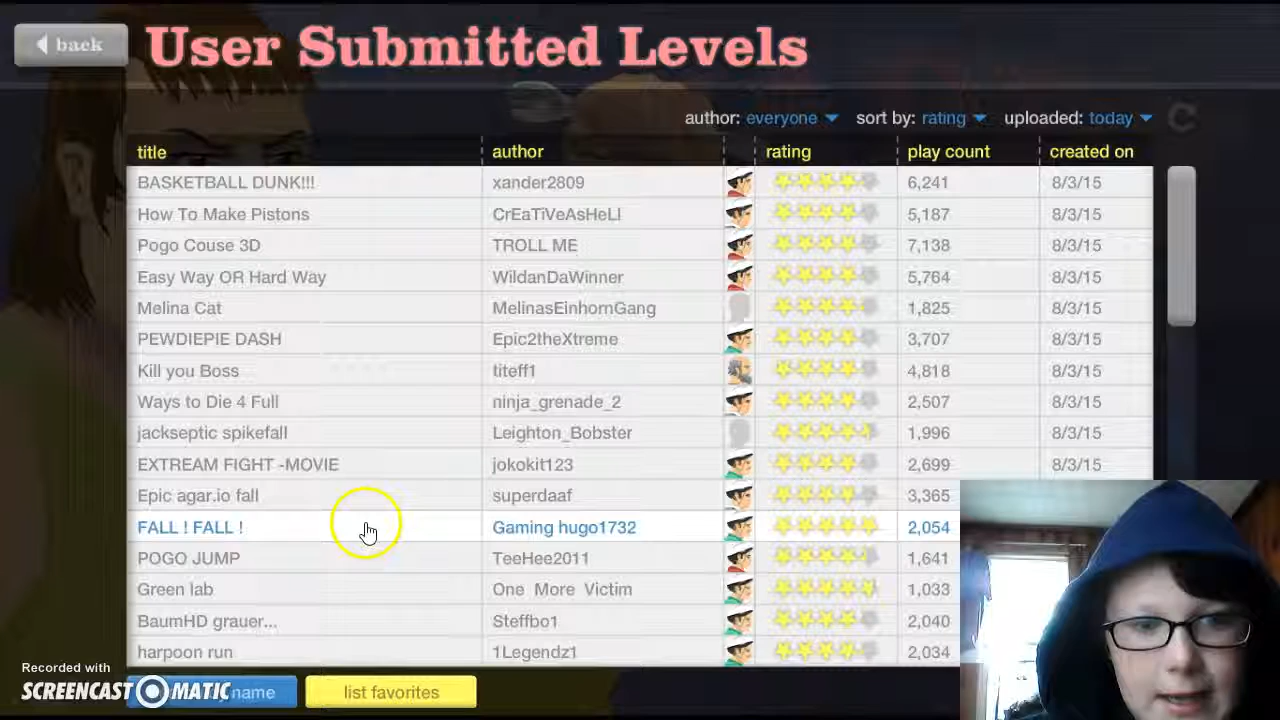 back
User Submitted Levels
author: everyone sort by: rating uploaded: today
title author rating play count created on
BASKETBALL DUNK!!! xander2809 6,241 8/3/15
How To Make Pistons CrEaTiVeAsHeLl 5,187 8/3/15
Pogo Couse 3D TROLL ME 7,138 8/3/15
Easy Way OR Hard Way WildanDaWinner 5,764 8/3/15
Melina Cat MelinasEinhornGang 1,825 8/3/15
PEWDIEPIE DASH Epic2theXtreme 3,707 8/3/15
Kill you Boss titeff1 4,818 8/3/15
Ways to Die 4 Full ninja_grenade_2 2,507 8/3/15
jackseptic spikefall Leighton_Bobster 1,996 8/3/15
EXTREAM FIGHT -MOVIE jokokit123 2,699 8/3/15
Epic agar.io fall superdaaf 3,365
FALL ! FALL ! Gaming hugo1732 2,054
POGO JUMP TeeHee2011 1,641
Green lab One More Victim 1,033
BaumHD grauer... Steffbo1 2,040
harpoon run 1Legendz1 2,034
Recorded with
SCREENCAST MATIC name list favorites